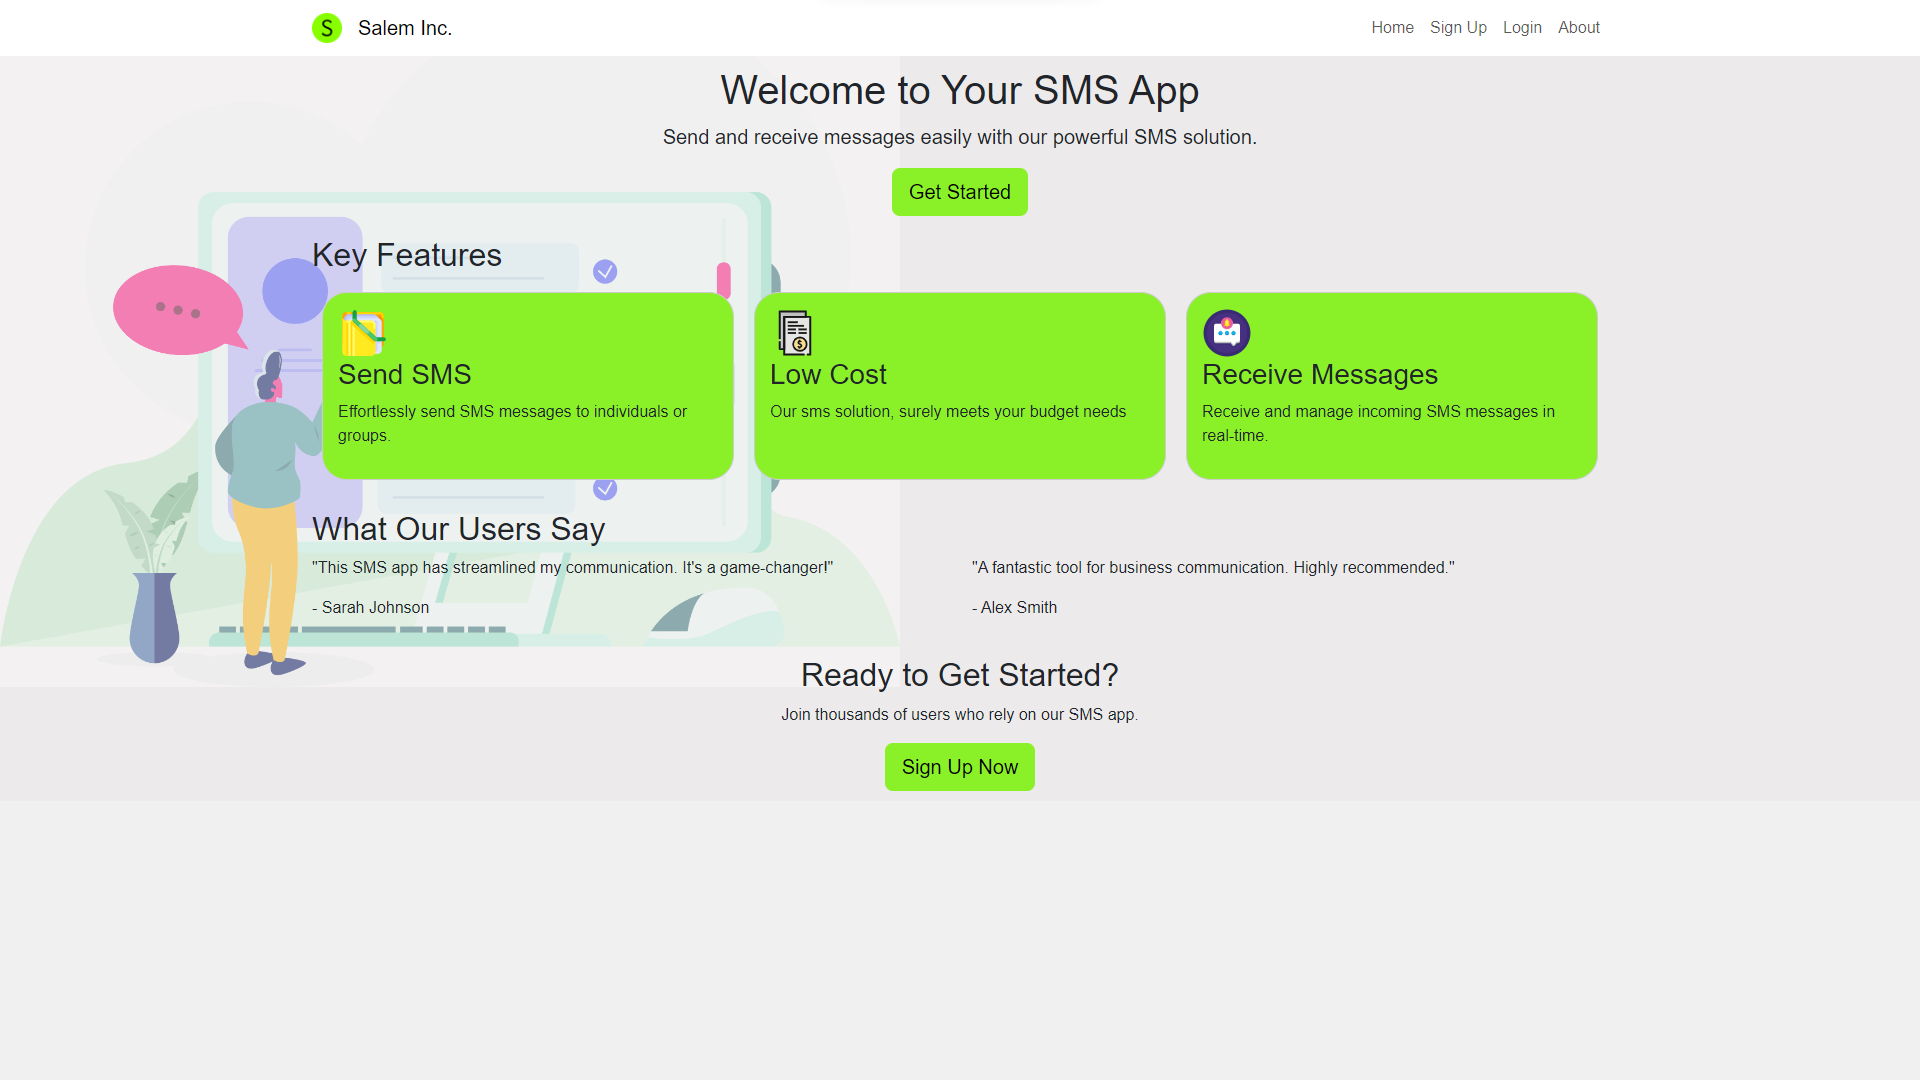 S Salem Inc.
Home Sign Up Login About
Welcome to Your SMS App
Send and receive messages easily with our powerful SMS solution.
Get Started
Key Features
Send SMS
Effortlessly send SMS messages to individuals or
groups.
Low Cost
Our sms solution, surely meets your budget needs
Receive Messages
Receive and manage incoming SMS messages in
real-time.
What Our Users Say
"This SMS app has streamlined my communication. It's a game-changer!"
- Sarah Johnson
"A fantastic tool for business communication. Highly recommended."
- Alex Smith
Ready to Get Started?
Join thousands of users who rely on our SMS app.
Sign Up Now